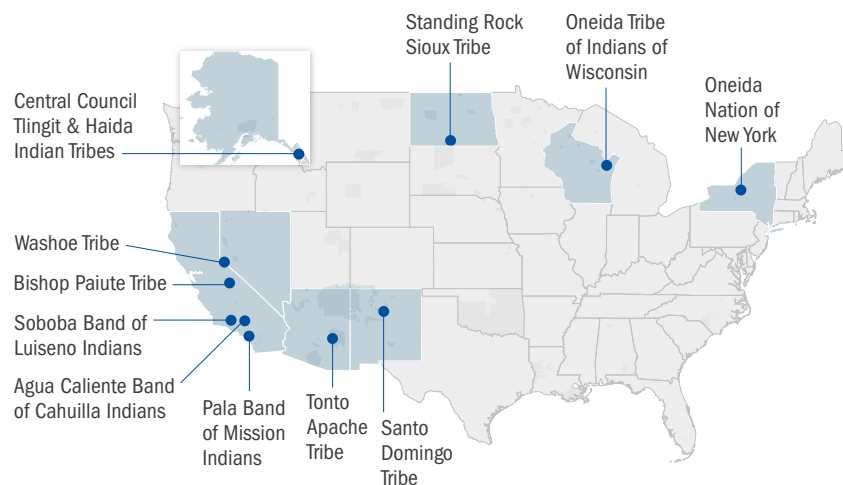 Standing Rock
Sioux Tribe
Oneida Tribe
of Indians of
Wisconsin
Oneida
Nation of
New York
Central Council
Tlingit & Haida
Indian Tribes
Washoe Tribe
Bishop Paiute Tribe
Soboba Band of
Luiseno Indians
Agua Caliente Band
of Cahuilla Indians
Pala Band
of Mission
Indians
Tonto
Apache
Tribe
Santo
Domingo
Tribe